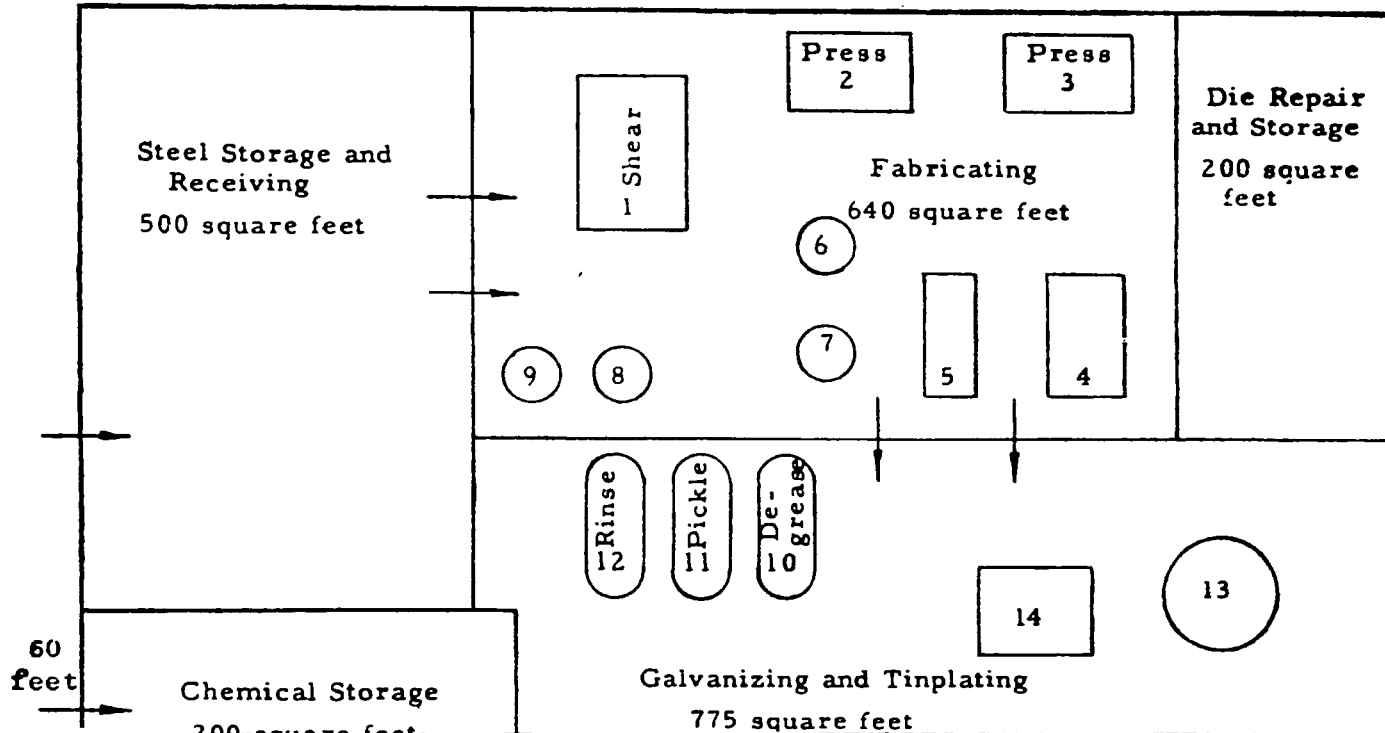 Press
2
Press
3
Die Repair
and Storage
200 square
feet
Steel Storage and
Receiving
500 square feet
1 Shear
Fabricating
640 square feet
6
7
9
8
5
4
12 Rinse
11 Pickle
10 De-
grease
14
13
60
feet
Chemical Storage
square feet
Galvanizing and Tinplating
775 square feet